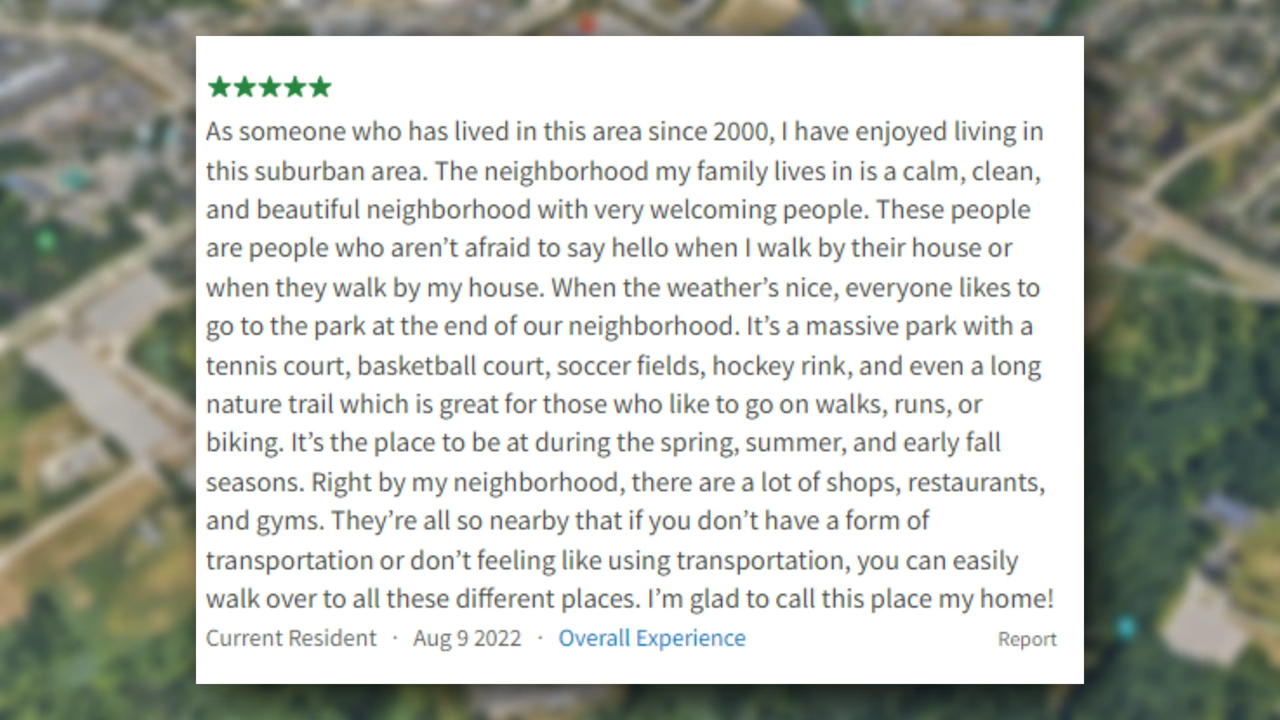 As someone who has lived in this area since 2000, I have enjoyed living in
this suburban area. The neighborhood my family lives in is a calm, clean,
and beautiful neighborhood with very welcoming people. These people
are people who aren’t afraid to say hello when I walk by their house or
when they walk by my house. When the weather’s nice, everyone likes to
go to the park at the end of our neighborhood. It’s a massive park with a
tennis court, basketball court, soccer fields, hockey rink, and even a long
nature trail which is great for those who like to go on walks, runs, or
biking. It’s the place to be at during the spring, summer, and early fall
seasons. Right by my neighborhood, there are a lot of shops, restaurants,
and gyms. They’re all so nearby that if you don’t have a form of
transportation or don’t feeling like using transportation, you can easily
walk over to all these different places. I’m glad to call this place my home!
Current Resident · Aug 9 2022 · Overall Experience Report